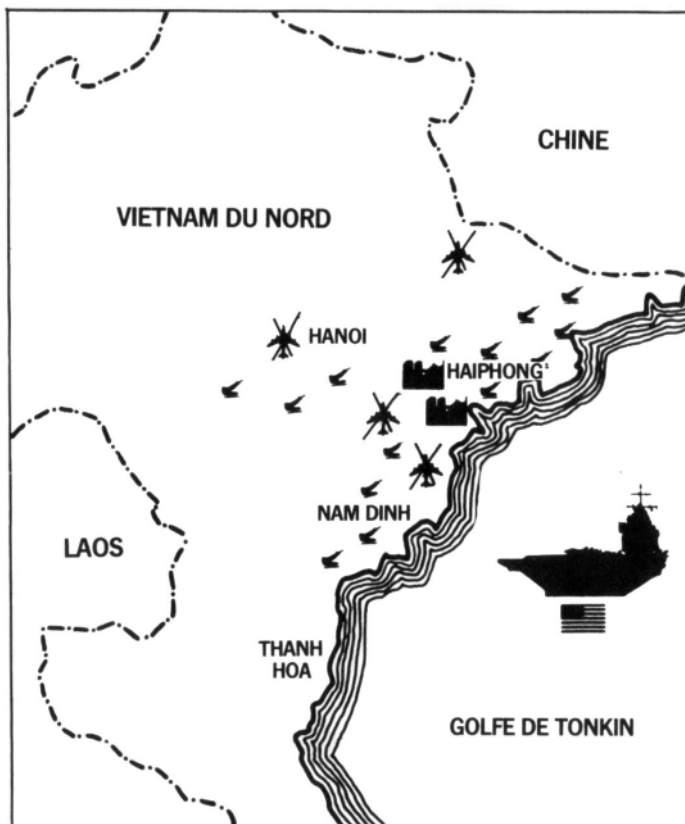 CHINE
VIETNAM DU NORD
HANOI
HAIPHONG
NAM DINH
LAOS
THANH
HOA
GOLFE DE TONKIN